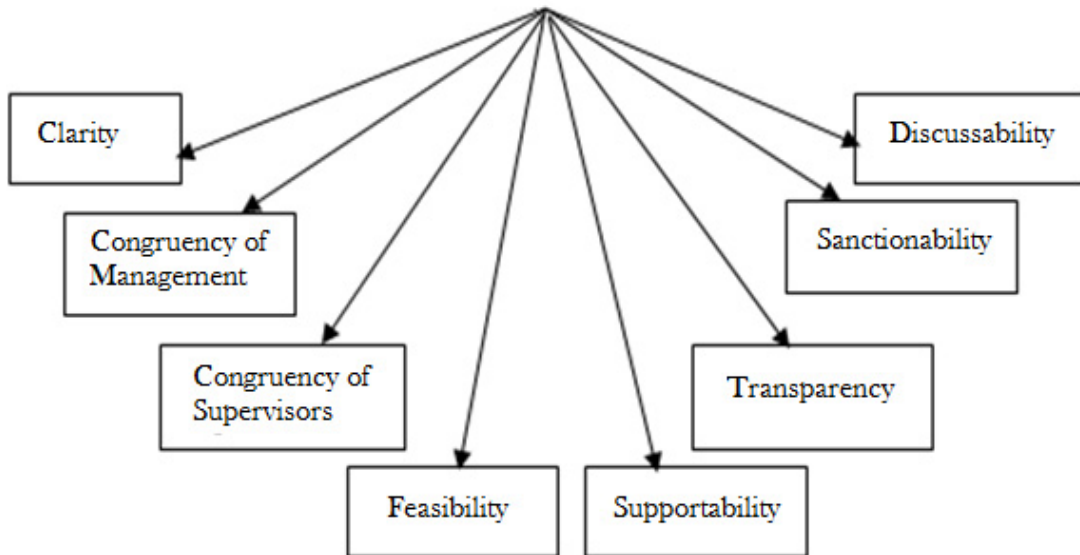 Clarity
Discussability
Congruency of
Management
Sanctionability
Congruency of
Supervisors
Transparency
Feasibility
Supportability